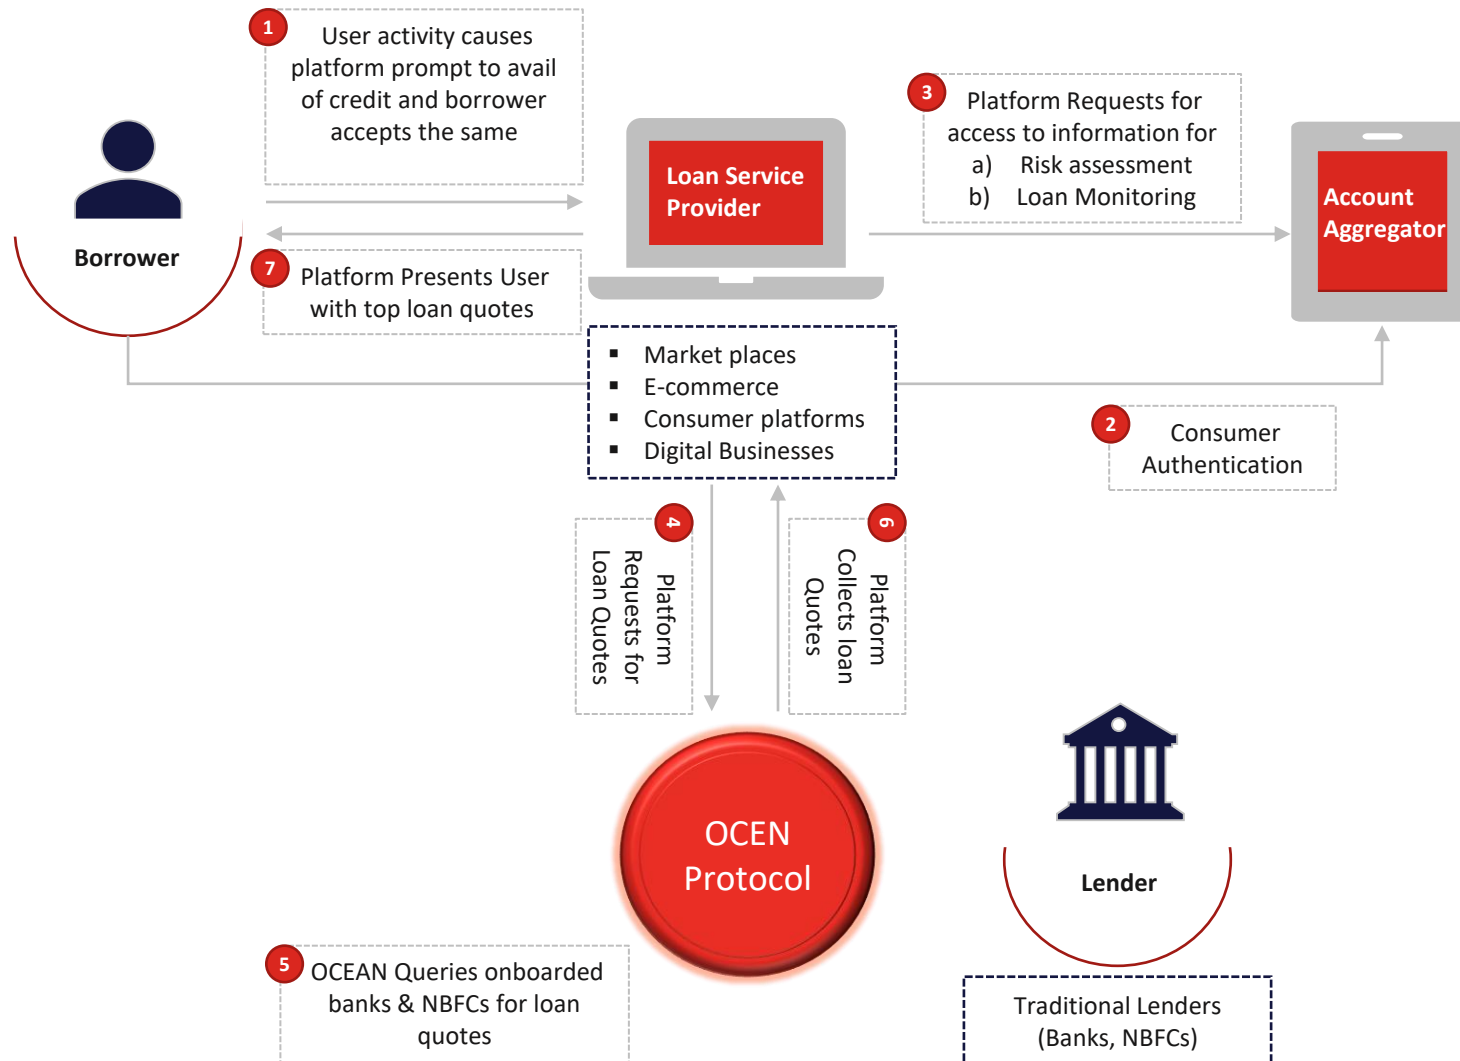 1
User activity causes
platform prompt to avail
of credit and borrower
accepts the same
3
Platform Requests for
access to information for
a) Risk assessment
b) Loan Monitoring
Loan Service
Provider
Account
Aggregator
Borrower
7
Platform Presents User
with top loan quotes
▪ Market places
▪ E-commerce
▪ Consumer platforms
▪ Digital Businesses
2
Consumer
Authentication
4
Platform
Requests for
Loan Quotes
6
Platform
Collects loan
Quotes
OCEN
Protocol
Lender
5
OCEAN Queries onboarded
banks & NBFCs for loan
quotes
Traditional Lenders
(Banks, NBFCs)